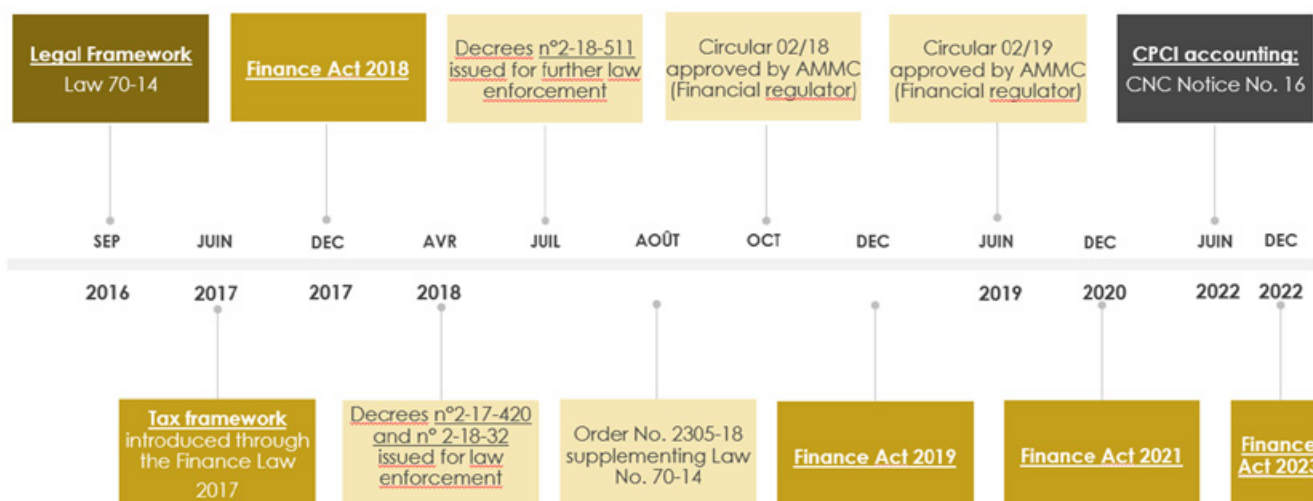 Legal Framework
Law 70-14
Finance Act 2018
Decrees n°2-18-511
issued for further law
enforcement
Circular 02/18
approved by AMMC
(Financial regulator)
Circular 02/19
approved by AMMC
(Financial regulator)
CPCI accounting:
CNC Notice No. 16
SEP JUIN DEC AVR JUIL AOÛT OCT DEC JUIN DEC JUIN DEC
2016 2017 2017 2018 2019 2020 2022 2022
Tax framework
introduced through
the Finance Law
2017
Decrees n°2-17-420
and n° 2-18-32
issued for law
enforcement
Order No. 2305-18
supplementing Law
No. 70-14
Finance Act 2019
Finance Act 2021
Finance
Act 2023